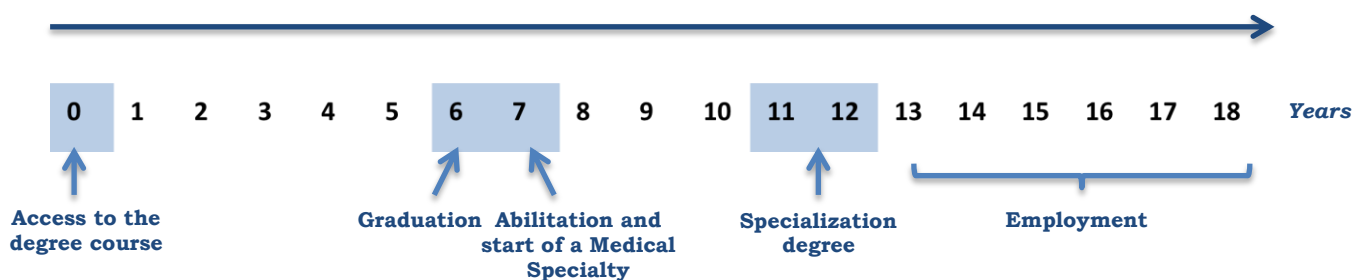 0 1 2 3 4 5 6 7 8 9 10 11 12 13 14 15 16 17 18 Years
Access to the
degree course
Graduation
Abilitation and
start of a Medical
Specialty
Specialization
degree
Employment